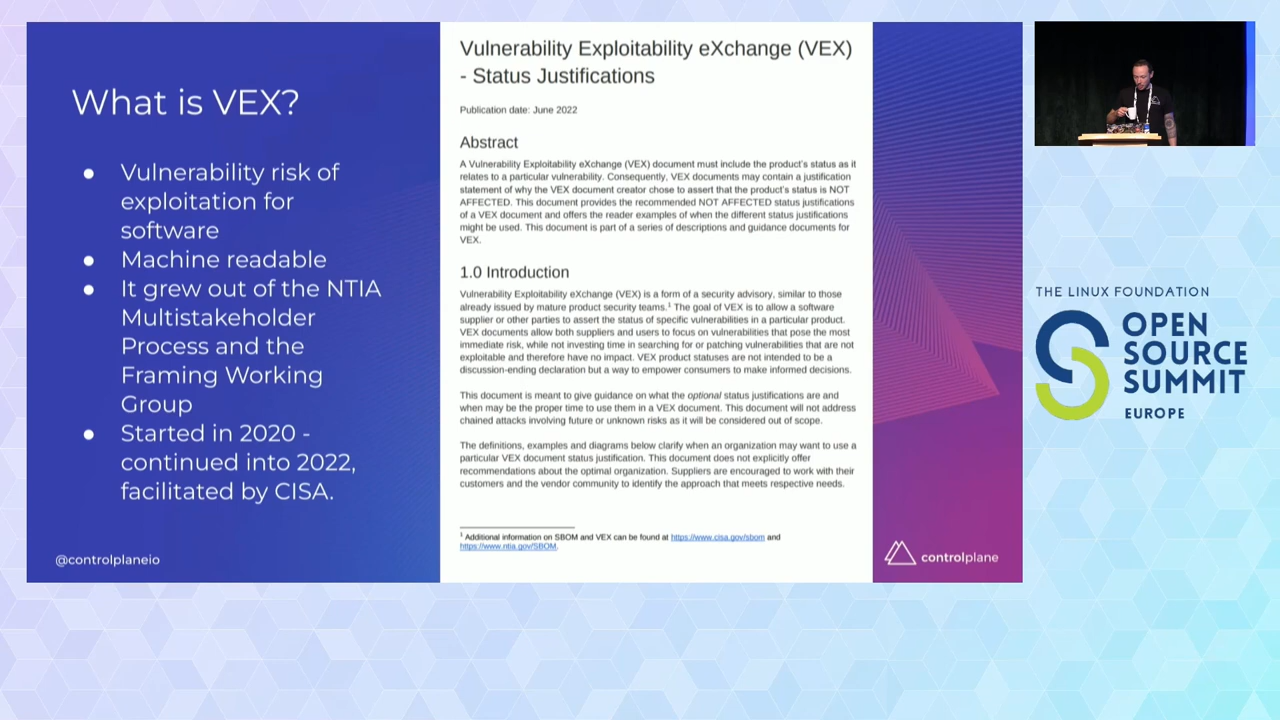 What is VEX?
● Vulnerability risk of
exploitation for
software
● Machine readable
● It grew out of the NTIA
Multistakeholder
Process and the
Framing Working
Group
● Started in 2020 -
continued into 2022,
facilitated by CISA.
@controlplaneio
Vulnerability Exploitability eXchange (VEX)
- Status Justifications
Publication date: June 2022
Abstract
A Vulnerability Exploitability eXchange (VEX) document must include the product's status as it
relates to a particular vulnerability. Consequently, VEX documents may contain a justification
statement of why the VEX document creator chose to assert that the product's status is NOT
AFFECTED. This document provides the recommended NOT AFFECTED status justifications
of a VEX document and offers the reader examples of when the different status justifications
might be used. This document is part of a series of descriptions and guidance documents for
VEX.
1.0 Introduction
Vulnerability Exploitability eXchange (VEX) is a form of a security advisory, similar to those
already issued by mature product security teams.1 The goal of VEX is to allow a software
supplier or other parties to assert the status of specific vulnerabilities in a particular product.
VEX documents allow both suppliers and users to focus on vulnerabilities that pose the most
immediate risk, while not investing time in searching for or patching vulnerabilities that are not
exploitable and therefore have no impact. VEX product statuses are not intended to be a
discussion-ending declaration but a way to empower consumers to make informed decisions.
This document is meant to give guidance on what the optional status justifications are and
when may be the proper time to use them in a VEX document. This document will not address
chained attacks involving future or unknown risks as it will be considered out of scope.
The definitions, examples and diagrams below clarify when an organization may want to use a
particular VEX document status justification. This document does not explicitly offer
recommendations about the optimal organization. Suppliers are encouraged to work with their
customers and the vendor community to identify the approach that meets respective needs.
1 Additional information on SBOM and VEX can be found at https://www.cisa.gov/sbom and
https://www.ntia.gov/SBOM.
controlplane
THE LINUX FOUNDATION
OPEN
SOURCE
SUMMIT
EUROPE